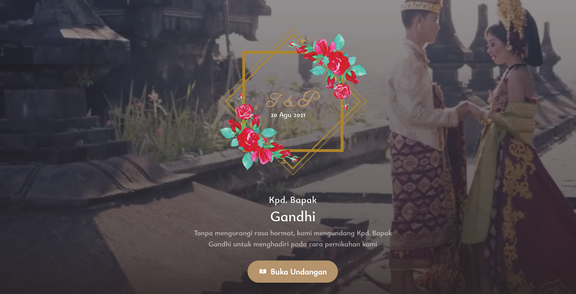 J & P
20 Agu 2021
Kpd. Bapak
Gandhi
Tanpa mengurangi rasa hormat, kami mengundang Kpd. Bapak
Gandhi untuk menghadiri pada cara pernikahan kami
Buka Undangan